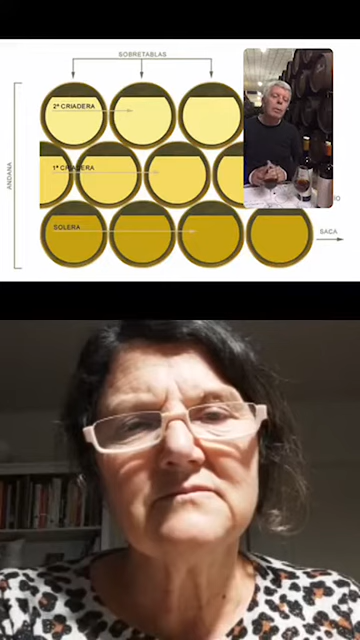 SOBRETABLAS
2ª CRIADERA
1ª CRIADERA
SOLERA
ANDANA
SACA